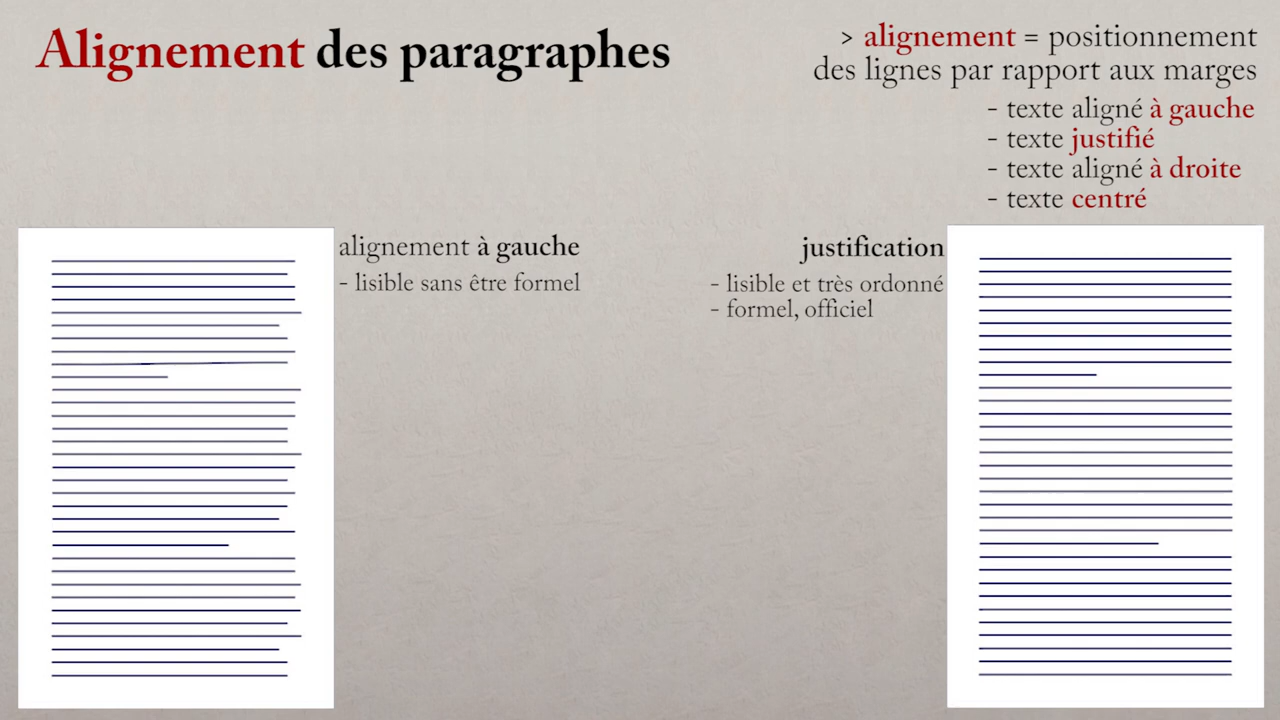 Alignement des paragraphes
> alignement = positionnement
des lignes par rapport aux marges
- texte aligné à gauche
- texte justifié
- texte aligné à droite
- texte centré
alignement à gauche
- lisible sans être formel
justification
- lisible et très ordonné
- formel, officiel